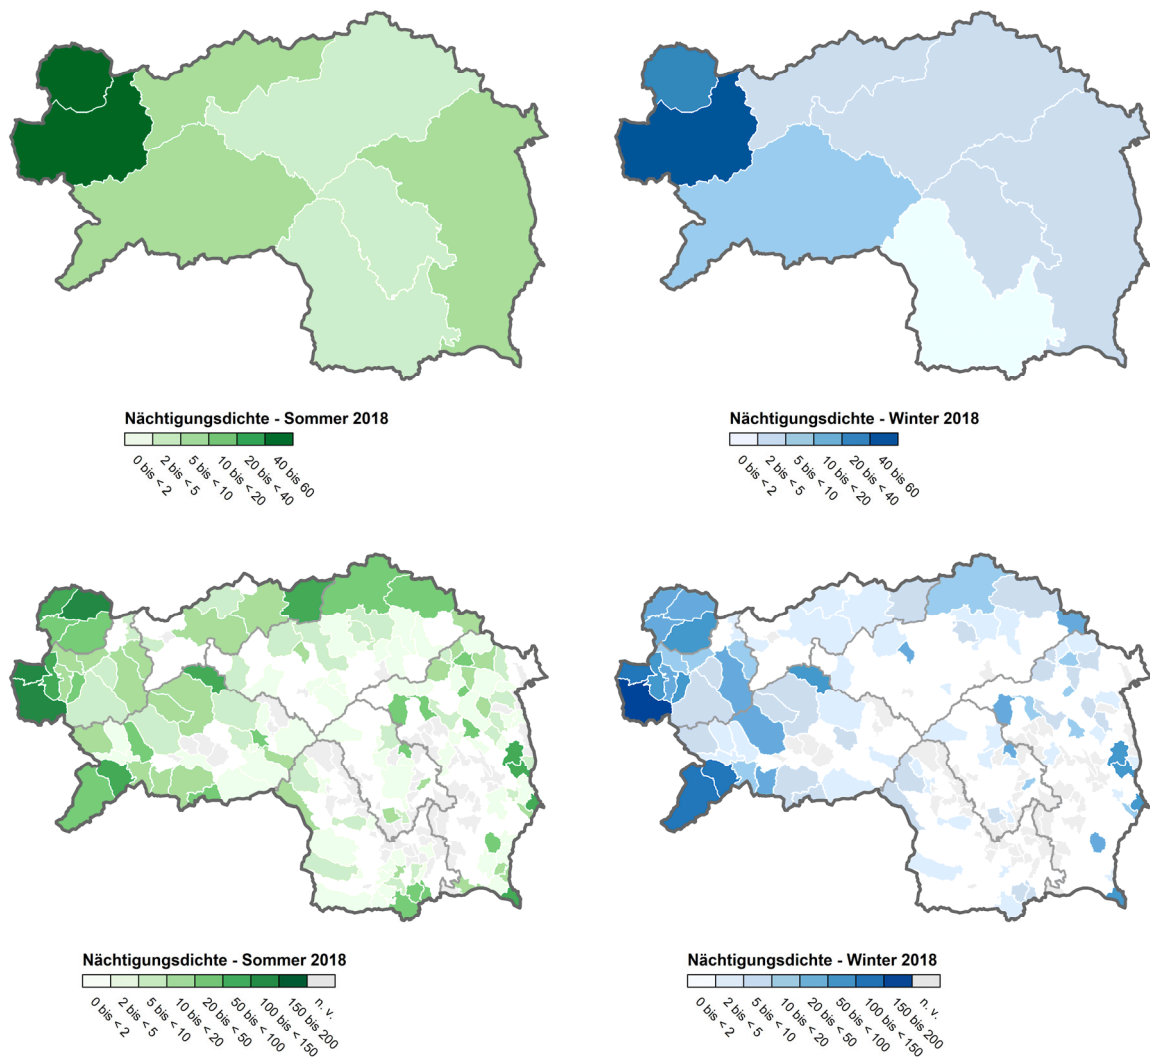 Nächtigungsdichte - Sommer 2018
0 bis < 2
2 bis < 5
5 bis < 10
10 bis < 20
20 bis < 40
40 bis 60
Nächtigungsdichte - Winter 2018
0 bis < 2
2 bis < 5
5 bis < 10
10 bis < 20
20 bis < 40
40 bis 60
Nächtigungsdichte - Sommer 2018
0 bis < 2
2 bis < 5
5 bis < 10
10 bis < 20
20 bis < 50
50 bis < 100
100 bis < 150
150 bis 200
n. v.
Nächtigungsdichte - Winter 2018
0 bis < 2
2 bis < 5
5 bis < 10
10 bis < 20
20 bis < 50
50 bis < 100
100 bis < 150
150 bis 200
n. v.